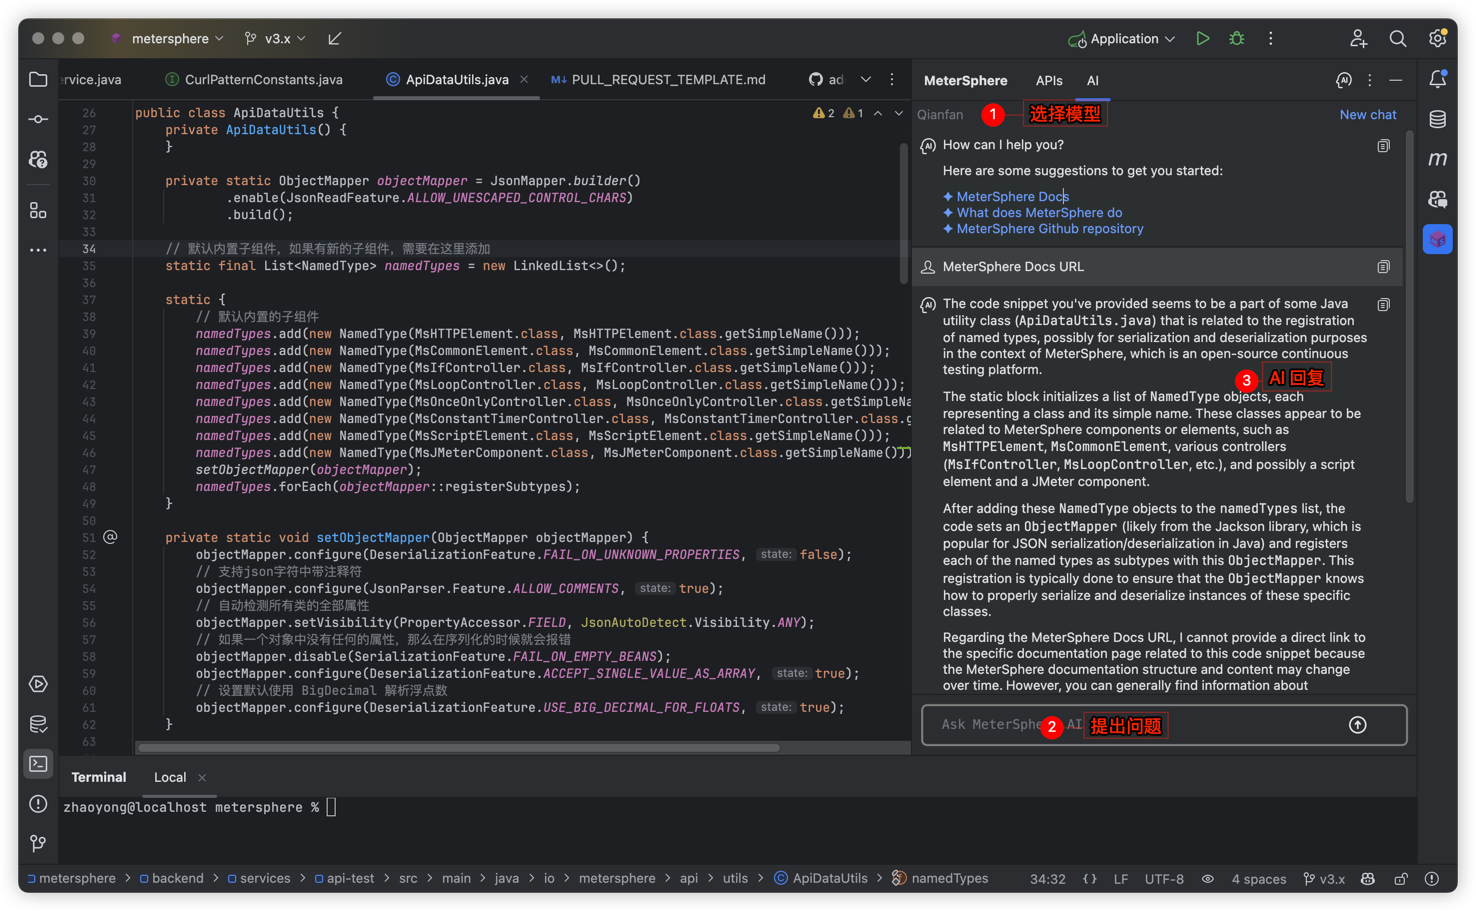 metersphere
v3.x
Application
rvice.java
CurlPatternConstants.java
ApiDataUtils.java
PULL_REQUEST_TEMPLATE.md
ad
MeterSphere
APIs
AI
26 public class ApiDataUtils {
27 private ApiDataUtils() {
28 }
29
30 private static ObjectMapper objectMapper = JsonMapper.builder()
31 .enable(JsonReadFeature.ALLOW_UNESCAPED_CONTROL_CHARS)
32 .build();
33
34 // 默认内置子组件，如果有新的子组件，需要在这里添加
35 static final List<NamedType> namedTypes = new LinkedList<>();
36
37 static {
38 // 默认内置的子组件
39 namedTypes.add(new NamedType(MsHTTPElement.class, MsHTTPElement.class.getSimpleName()));
40 namedTypes.add(new NamedType(MsCommonElement.class, MsCommonElement.class.getSimpleName()));
41 namedTypes.add(new NamedType(MsIfController.class, MsIfController.class.getSimpleName()));
42 namedTypes.add(new NamedType(MsLoopController.class, MsLoopController.class.getSimpleName()));
43 namedTypes.add(new NamedType(MsOnceOnlyController.class, MsOnceOnlyController.class.getSimpleNa
44 namedTypes.add(new NamedType(MsConstantTimerController.class, MsConstantTimerController.class.g
45 namedTypes.add(new NamedType(MsScriptElement.class, MsScriptElement.class.getSimpleName()));
46 namedTypes.add(new NamedType(MsJMeterComponent.class, MsJMeterComponent.class.getSimpleName()))
47 setObjectMapper(objectMapper);
48 namedTypes.forEach(objectMapper::registerSubtypes);
49 }
50
51 private static void setObjectMapper(ObjectMapper objectMapper) {
52 objectMapper.configure(DeserializationFeature.FAIL_ON_UNKNOWN_PROPERTIES, state: false);
53 // 支持json字符中带注释符
54 objectMapper.configure(JsonParser.Feature.ALLOW_COMMENTS, state: true);
55 // 自动检测所有类的全部属性
56 objectMapper.setVisibility(PropertyAccessor.FIELD, JsonAutoDetect.Visibility.ANY);
57 // 如果一个对象中没有任何的属性，那么在序列化的时候就会报错
58 objectMapper.disable(SerializationFeature.FAIL_ON_EMPTY_BEANS);
59 objectMapper.configure(DeserializationFeature.ACCEPT_SINGLE_VALUE_AS_ARRAY, state: true);
60 // 设置默认使用 BigDecimal 解析浮点数
61 objectMapper.configure(DeserializationFeature.USE_BIG_DECIMAL_FOR_FLOATS, state: true);
62 }
63
2 1
Qianfan 1 选择模型 New chat
How can I help you?
Here are some suggestions to get you started:
MeterSphere Docs
What does MeterSphere do
MeterSphere Github repository
MeterSphere Docs URL
The code snippet you've provided seems to be a part of some Java
utility class (ApiDataUtils.java) that is related to the registration
of named types, possibly for serialization and deserialization purposes
in the context of MeterSphere, which is an open-source continuous
testing platform.
3 AI 回复
The static block initializes a list of NamedType objects, each
representing a class and its simple name. These classes appear to be
related to MeterSphere components or elements, such as
MsHTTPElement, MsCommonElement, various controllers
(MsIfController, MsLoopController, etc.), and possibly a script
element and a JMeter component.
After adding these NamedType objects to the namedTypes list, the
code sets an ObjectMapper (likely from the Jackson library, which is
popular for JSON serialization/deserialization in Java) and registers
each of the named types as subtypes with this ObjectMapper. This
registration is typically done to ensure that the ObjectMapper knows
how to properly serialize and deserialize instances of these specific
classes.
Regarding the MeterSphere Docs URL, I cannot provide a direct link to
the specific documentation page related to this code snippet because
the MeterSphere documentation structure and content may change
over time. However, you can generally find information about
Ask MeterSphe 2 AI 提出问题
Terminal Local
zhaoyong@localhost metersphere %
metersphere > backend > services > api-test > src > main > java > io > metersphere > api > utils > ApiDataUtils > namedTypes
34:32 {} LF UTF-8 4 spaces v3.x